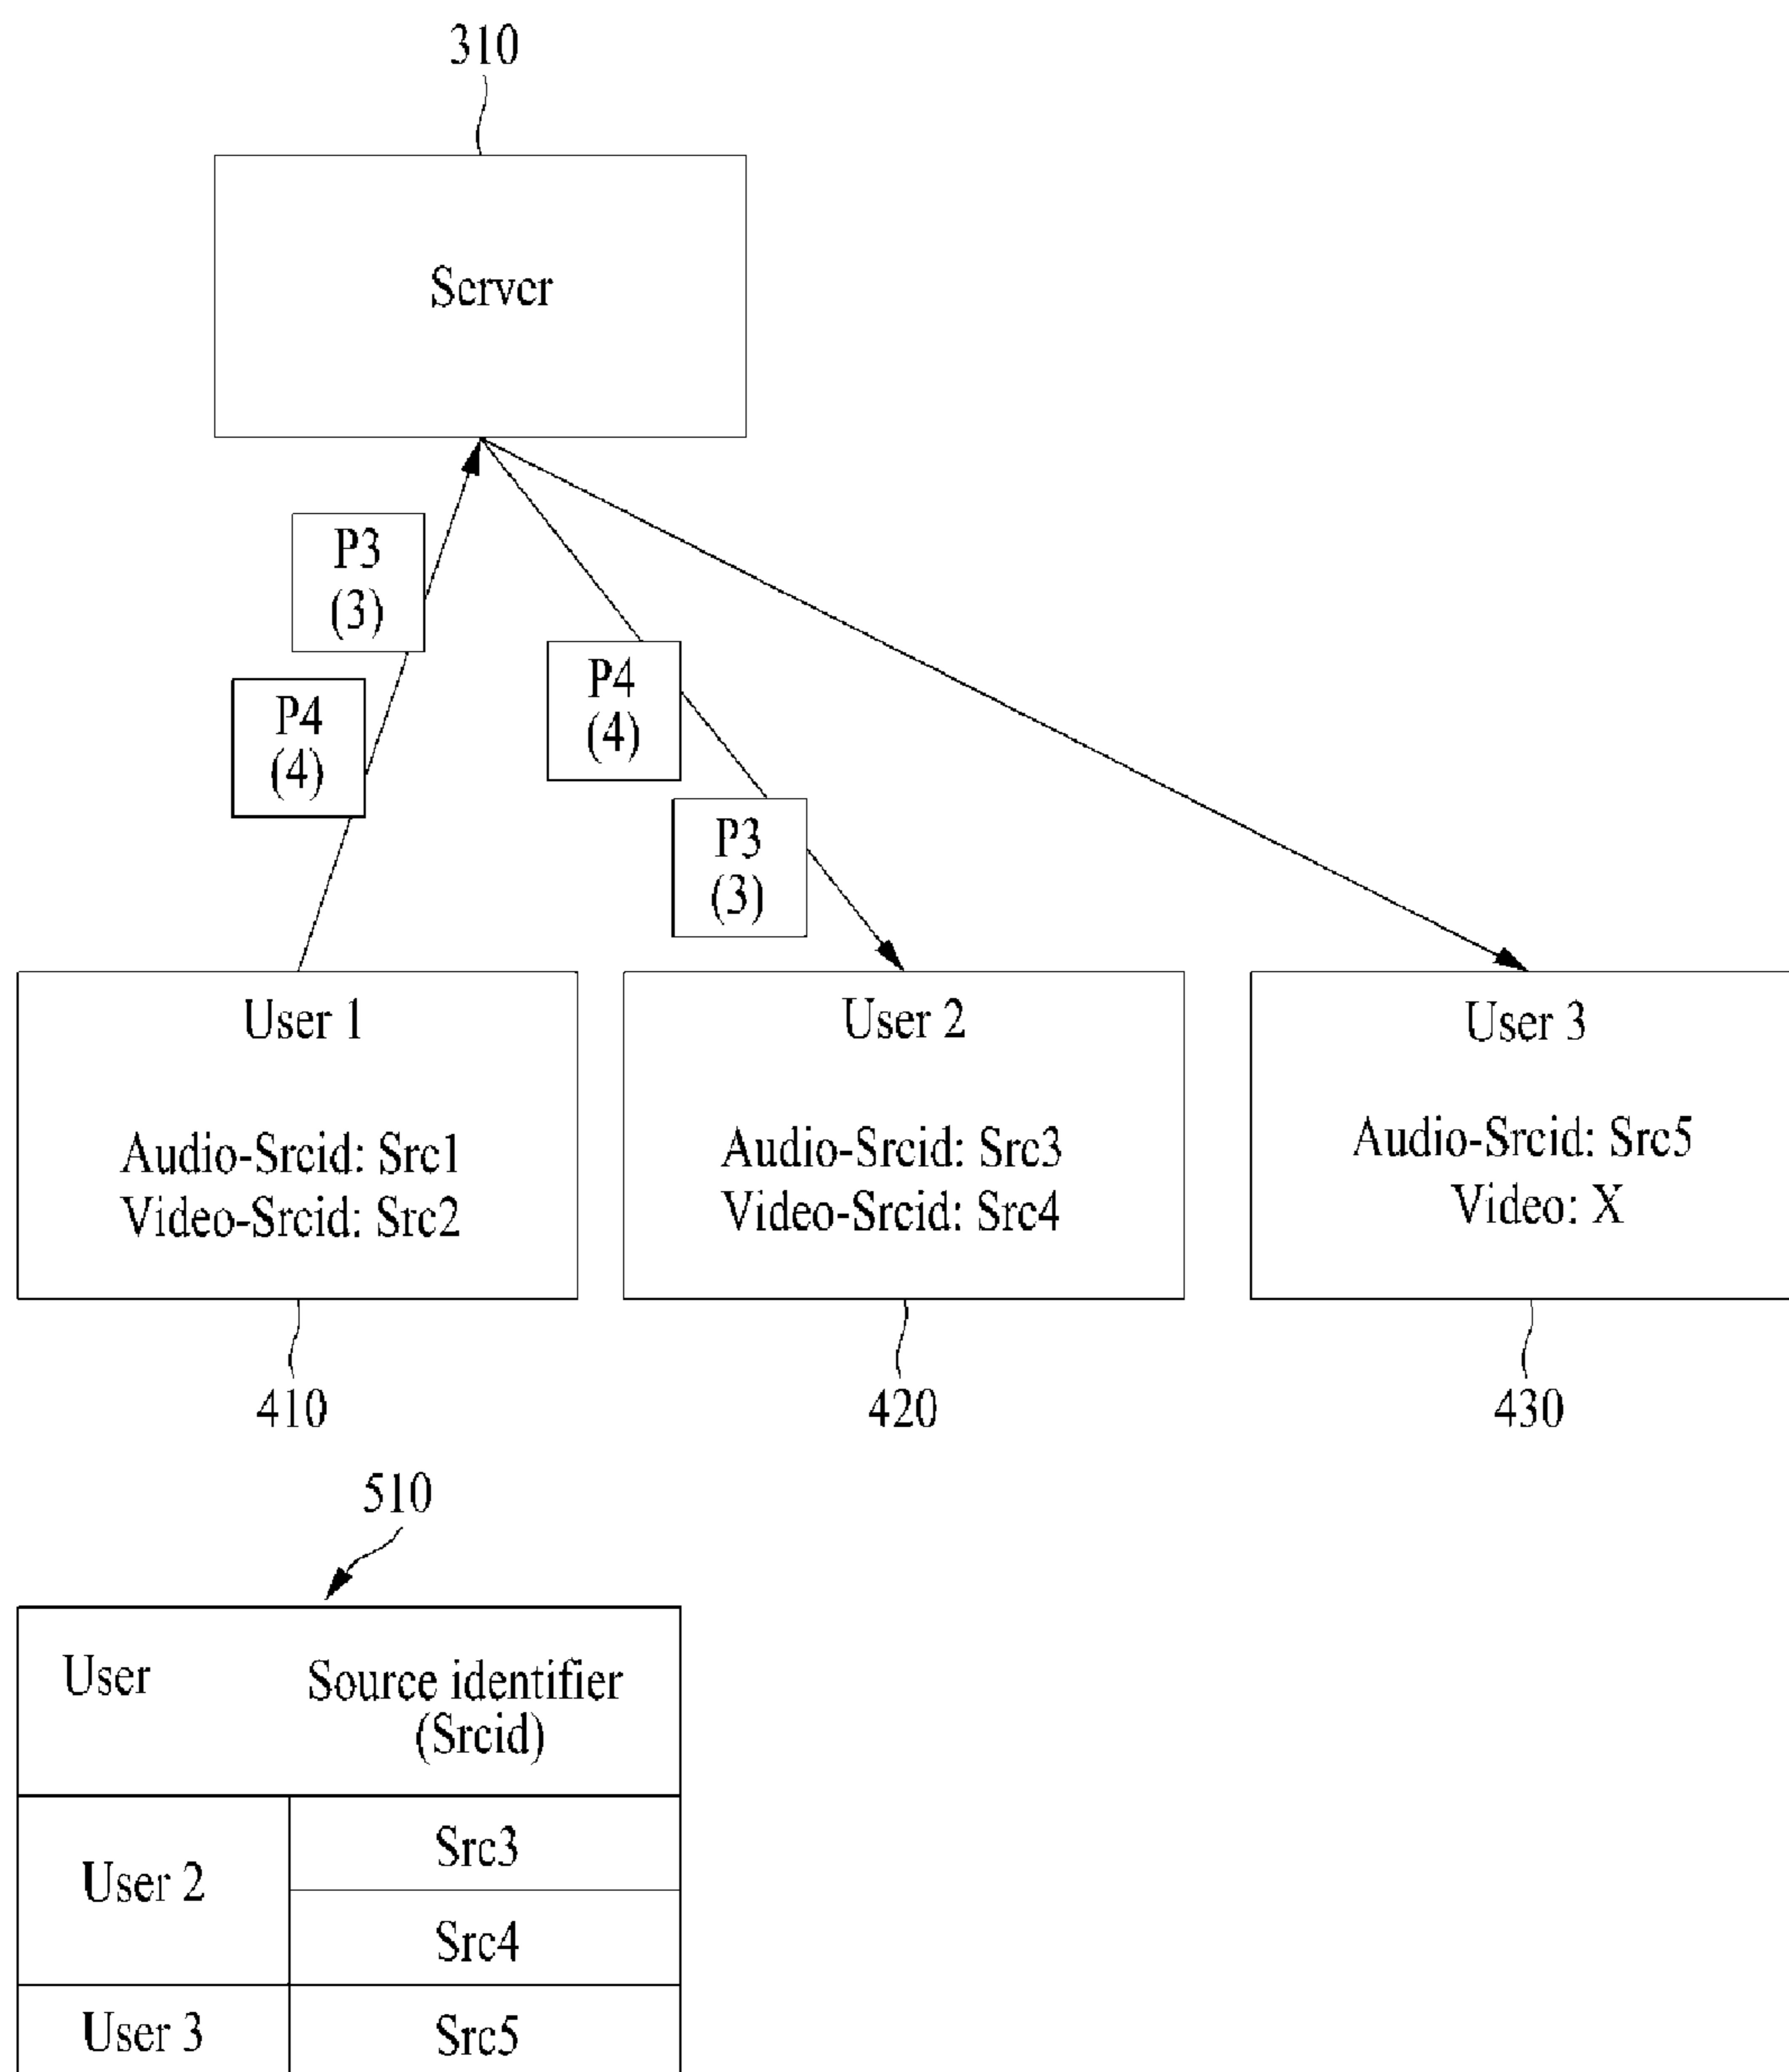 310
Server
P3
(3)
P4
(4)
P4
(4)
P3
(3)
User 1
Audio-Srcid: Src1
Video-Srcid: Src2
User 2
Audio-Srcid: Src3
Video-Srcid: Src4
User 3
Audio-Srcid: Src5
Video: X
410
420
430
510
User
Source identifier
(Srcid)
User 2
Src3
Src4
User 3
Src5